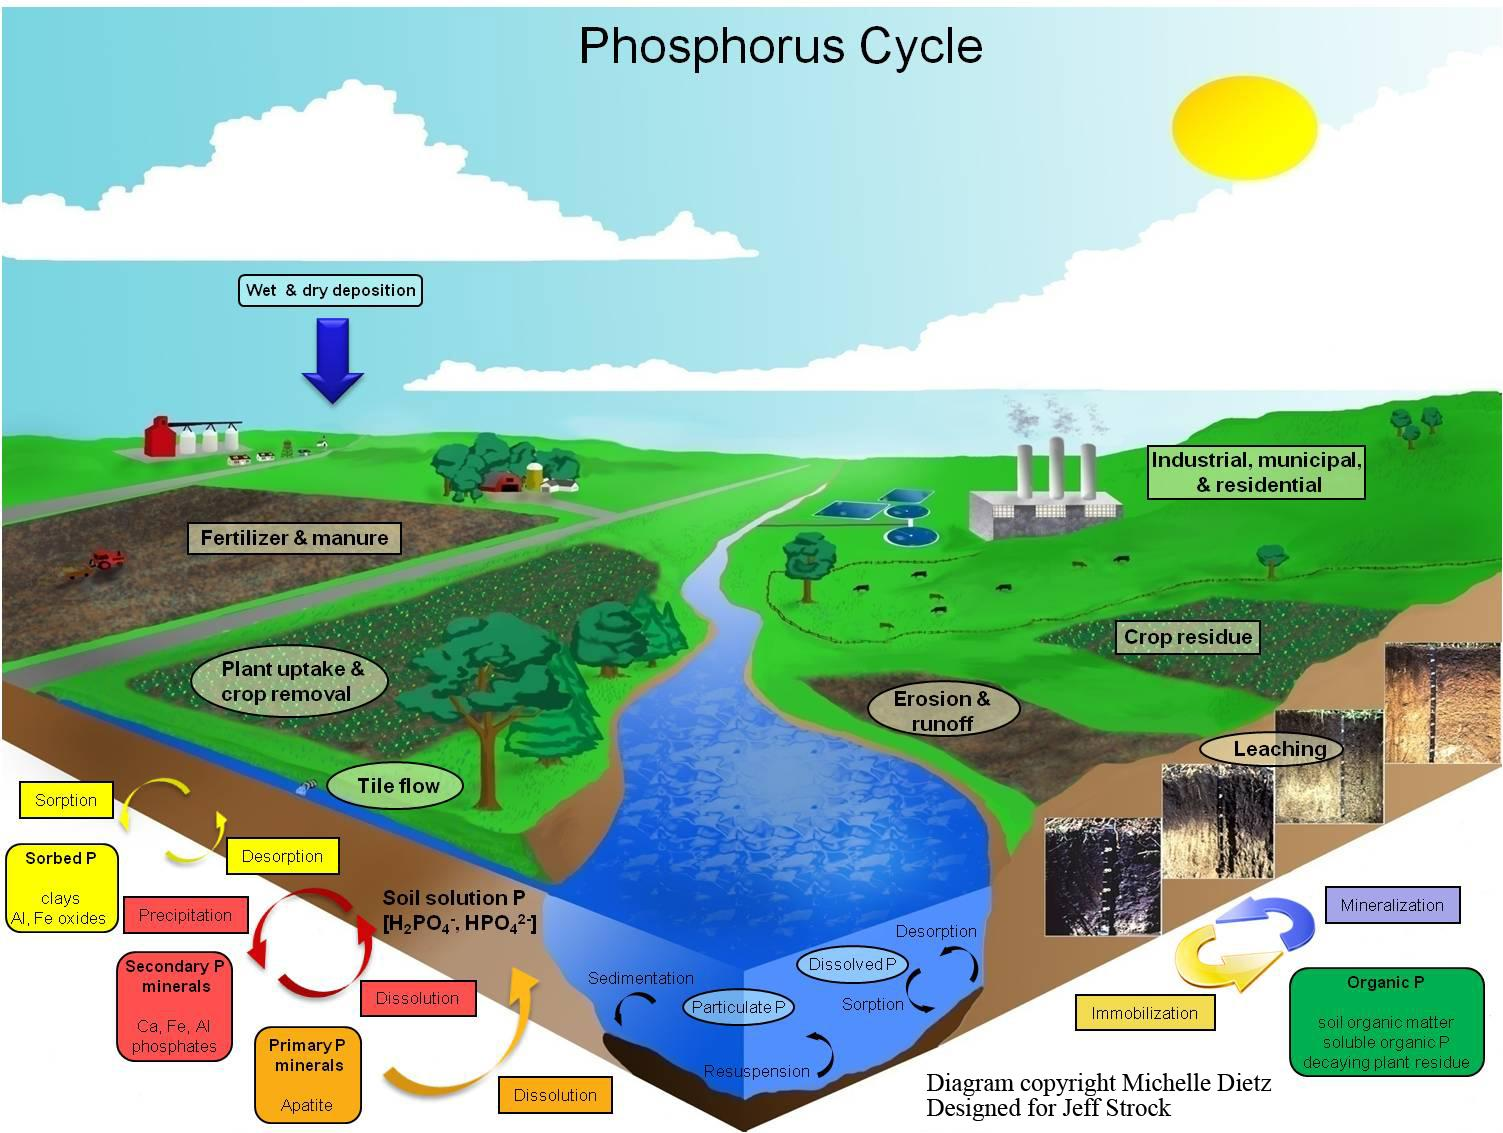 Phosphorus Cycle
Wet & dry deposition
Industrial, municipal,
& residential
Fertilizer & manure
Crop residue
Plant uptake &
crop removal
Erosion &
runoff
Leaching
Tile flow
Sorption
Desorption
Sorbed P
clays
Al, Fe oxides
Precipitation
Soil solution P
[H₂PO₄⁻, HPO₄²⁻]
Secondary P
minerals
Ca, Fe, Al
phosphates
Dissolution
Primary P
minerals
Apatite
Dissolution
Sedimentation
Particulate P
Resuspension
Dissolved P
Desorption
Sorption
Mineralization
Immobilization
Organic P
soil organic matter
soluble organic P
decaying plant residue
Diagram copyright Michelle Dietz
Designed for Jeff Strock